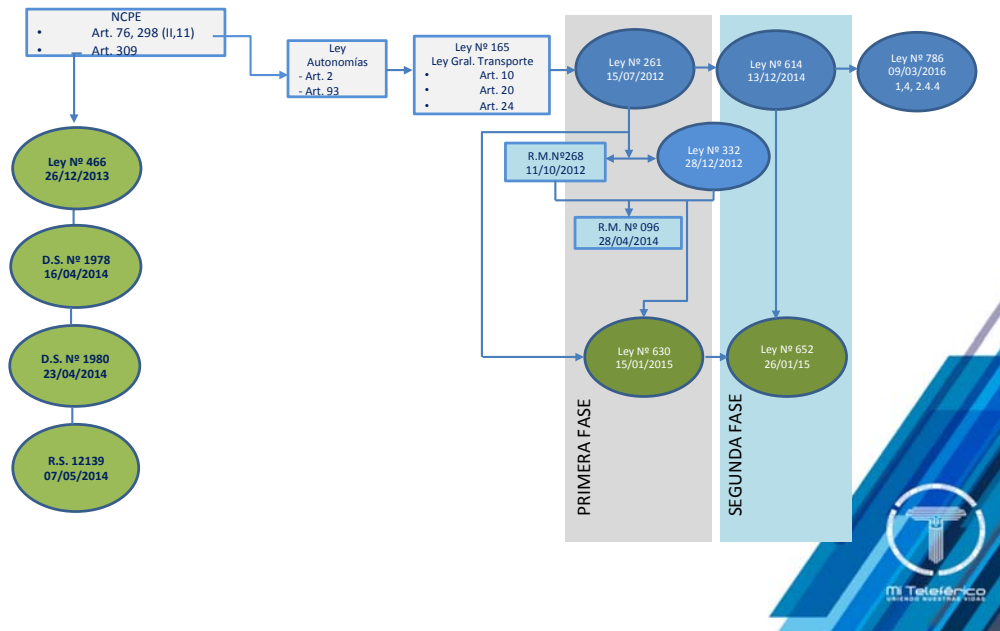 NCPE
• Art. 76, 298 (II,11)
• Art. 309
Ley
Autonomías
- Art. 2
- Art. 93
Ley Nº 165
Ley Gral. Transporte
• Art. 10
• Art. 20
• Art. 24
Ley Nº 261
15/07/2012
Ley Nº 614
13/12/2014
Ley Nº 786
09/03/2016
1,4, 2.4.4
R.M.Nº268
11/10/2012
Ley Nº 332
28/12/2012
R.M. Nº 096
28/04/2014
Ley Nº 630
15/01/2015
Ley Nº 652
26/01/15
PRIMERA FASE
SEGUNDA FASE
Ley Nº 466
26/12/2013
D.S. Nº 1978
16/04/2014
D.S. Nº 1980
23/04/2014
R.S. 12139
07/05/2014
Mi Teleférico
UNIENDO NUESTRAS VIDAS